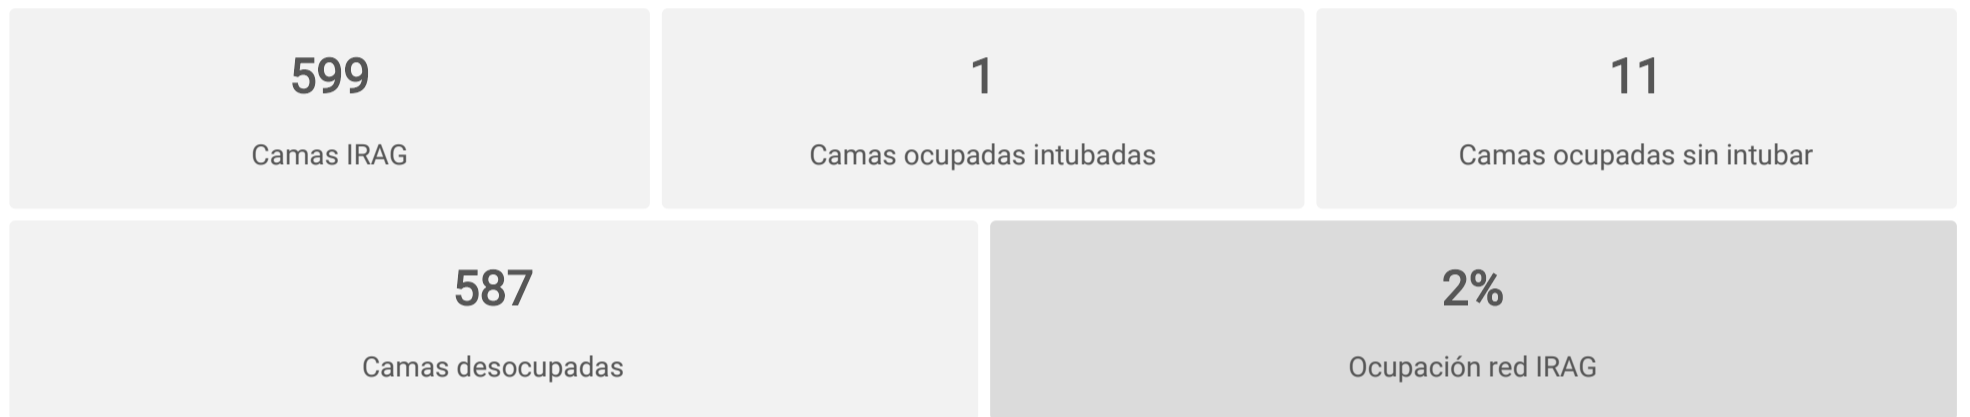 599
Camas IRAG
1
Camas ocupadas intubadas
11
Camas ocupadas sin intubar
587
Camas desocupadas
2%
Ocupación red IRAG